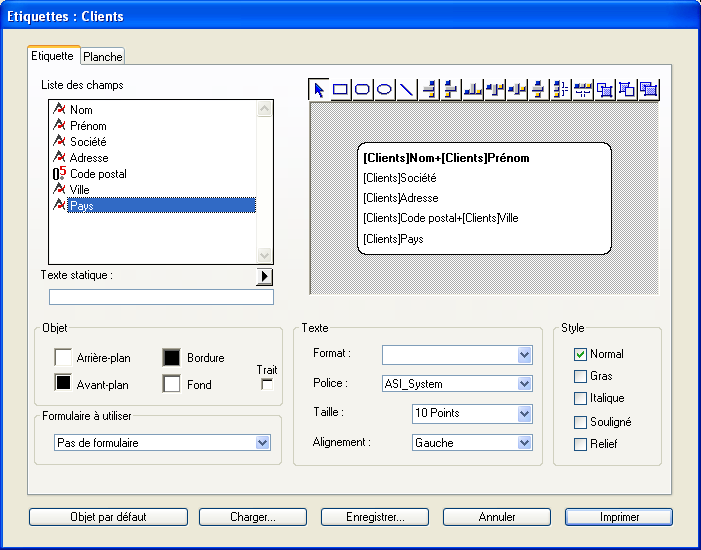 Etiquettes : Clients
Etiquette
Planche
Liste des champs
Nom
Prénom
Société
Adresse
Code postal
Ville
Pays
Texte statique :
[Clients]Nom+[Clients]Prénom
[Clients]Société
[Clients]Adresse
[Clients]Code postal+[Clients]Ville
[Clients]Pays
Objet
Arrière-plan
Bordure
Trait
Avant-plan
Fond
Formulaire à utiliser
Pas de formulaire
Texte
Format :
Police :
ASI_System
Taille :
10 Points
Alignement :
Gauche
Style
Normal
Gras
Italique
Souligné
Relief
Objet par défaut
Charger...
Enregistrer...
Annuler
Imprimer